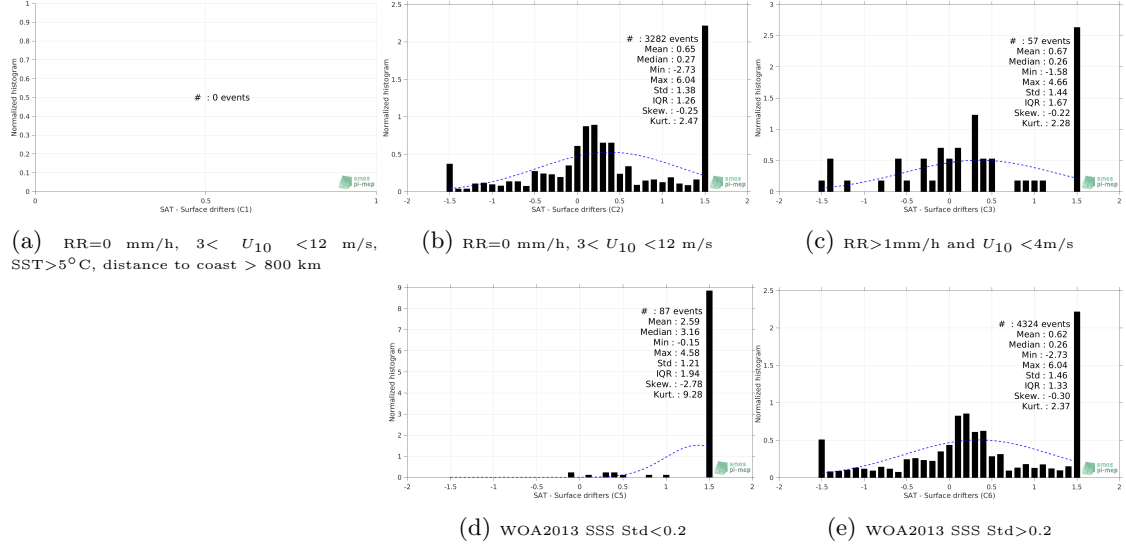 1
0.9
0.8
0.7
0.6
0.5
0.4
0.3
0.2
0.1
0
Normalized histogram
# : 0 events
0 0.5 1
SAT - Surface drifters (C1)
smos
pi-mep
(a) RR=0 mm/h, 3< U10 <12 m/s,
SST>5°C, distance to coast > 800 km
2.5
2
1.5
1
0.5
0
Normalized histogram
# : 3282 events
Mean : 0.65
Median : 0.27
Min : -2.73
Max : 6.04
Std : 1.38
IQR : 1.26
Skew. : -0.25
Kurt. : 2.47
-2 -1.5 -1 -0.5 0 0.5 1 1.5 2
SAT - Surface drifters (C2)
smos
pi-mep
(b) RR=0 mm/h, 3< U10 <12 m/s
3
2.5
2
1.5
1
0.5
0
Normalized histogram
# : 57 events
Mean : 0.67
Median : 0.26
Min : -1.58
Max : 4.66
Std : 1.44
IQR : 1.67
Skew. : -0.22
Kurt. : 2.28
-2 -1.5 -1 -0.5 0 0.5 1 1.5 2
SAT - Surface drifters (C3)
smos
pi-mep
(c) RR>1mm/h and U10 <4m/s
9
8
7
6
5
4
3
2
1
0
Normalized histogram
# : 87 events
Mean : 2.59
Median : 3.16
Min : -0.15
Max : 4.58
Std : 1.21
IQR : 1.94
Skew. : -2.78
Kurt. : 9.28
-2 -1.5 -1 -0.5 0 0.5 1 1.5 2
SAT - Surface drifters (C5)
smos
pi-mep
(d) WOA2013 SSS Std<0.2
2.5
2
1.5
1
0.5
0
Normalized histogram
# : 4324 events
Mean : 0.62
Median : 0.26
Min : -2.73
Max : 6.04
Std : 1.46
IQR : 1.33
Skew. : -0.30
Kurt. : 2.37
-2 -1.5 -1 -0.5 0 0.5 1 1.5 2
SAT - Surface drifters (C6)
smos
pi-mep
(e) WOA2013 SSS Std>0.2